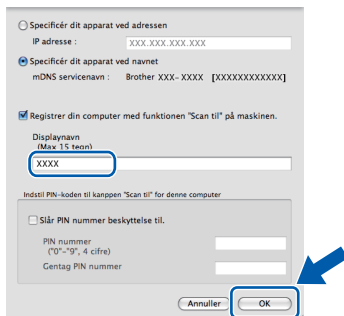 Specificér dit apparat ved adressen
IP adresse : XXX.XXX.XXX.XXX
Specificér dit apparat ved navnet
mDNS servicenavn : Brother XXX-XXXX [XXXXXXXXXXXX]
Registrer din computer med funktionen "Scan til" på maskinen.
Displaynavn
(Max 15 tegn)
XXXX
Indstil PIN-koden til kanppen "Scan til" for denne computer
Slår PIN nummer beskyttelse til.
PIN nummer
("0"-"9", 4 cifre)
Gentag PIN nummer
Annuller OK